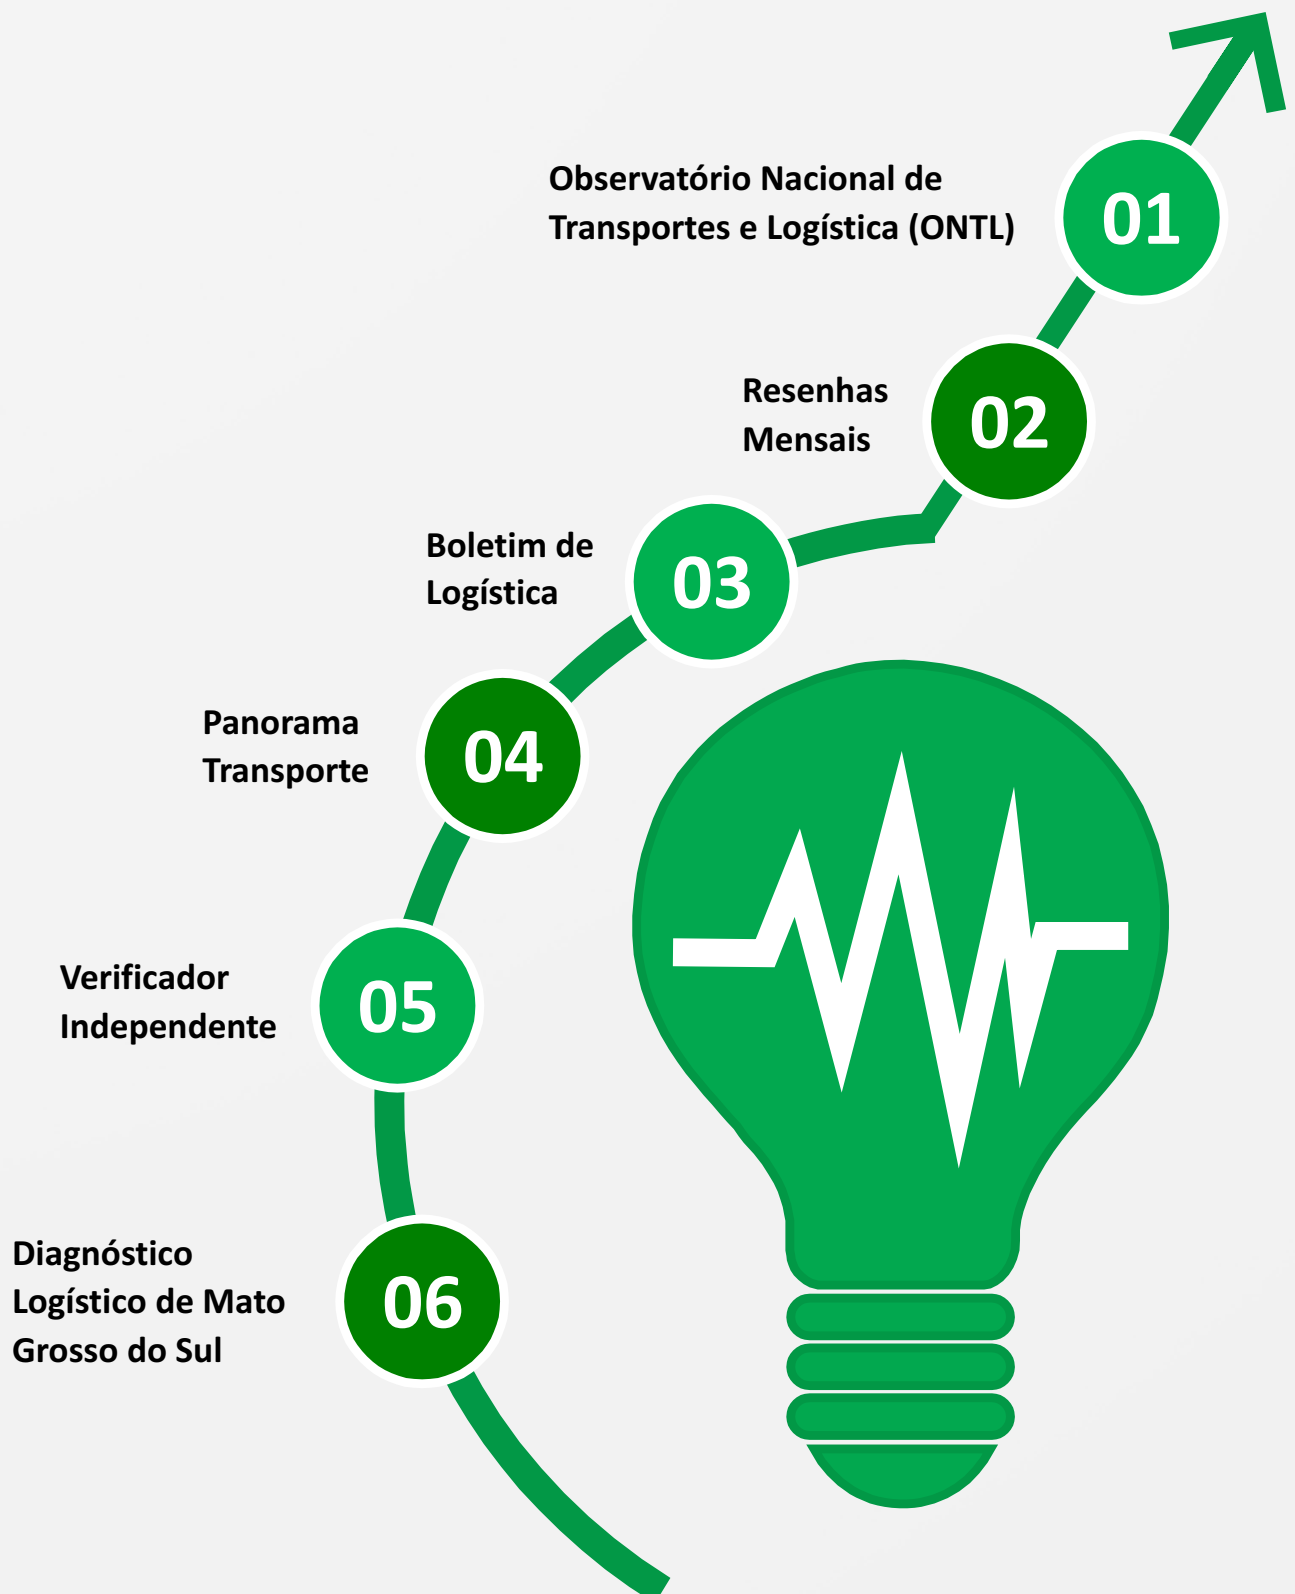 Observatório Nacional de
Transportes e Logística (ONTL)
01
Resenhas
Mensais
02
Boletim de
Logística
03
Panorama
Transporte
04
Verificador
Independente
05
Diagnóstico
Logístico de Mato
Grosso do Sul
06